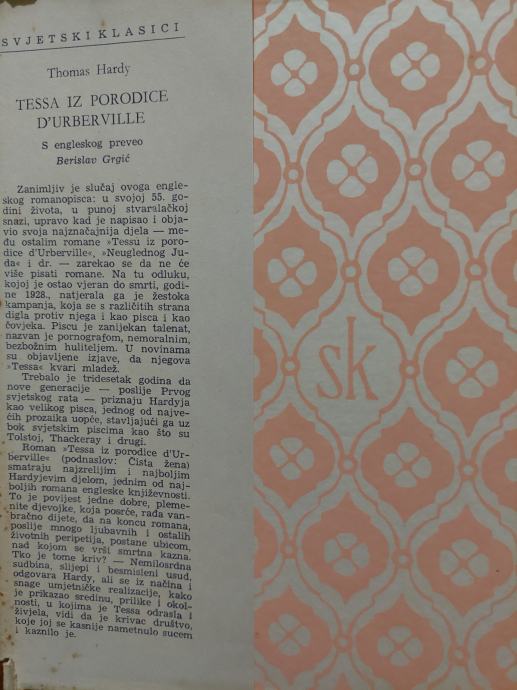 SVJETSKI KLASICI
Thomas Hardy
TESSA IZ PORODICE
D'URBERVILLE
S engleskog preveo
Berislav Grgić
Zanimljiv je slučaj ovoga engle-
skog romanopisca: u svojoj 55. go-
dini života, u punoj stvaralačkoj
snazi, upravo kad je napisao i obja-
vio svoja najznačajnija djela — me-
đu ostalim romane »Tessu iz poro-
dice d'Urberville«, »Neuglednog Ju-
da« i dr. — zarekao se da ne će
više pisati romane. Na tu odluku,
kojoj je ostao vjeran do smrti, godi-
ne 1928., natjerala ga je žestoka
kampanja, koja se s različitih strana
digla protiv njega i kao pisca i kao
čovjeka. Piscu je zanijekan talenat,
nazvan je pornografom, nemoralnim,
bezbožnim huliteljem. U novinama
su objavljene izjave, da njegova
»Tessa« kvari mladež.
Trebalo je tridesetak godina da
nove generacije — poslije Prvog
svjetskog rata — priznaju Hardyja
kao velikog pisca, jednog od najve-
ćih prozaika uopće, stavljajući ga uz
bok svjetskim piscima kao što su
Tolstoj, Thackeray i drugi.
Roman »Tessa iz porodice d'Ur-
berville« (podnaslov: Čista žena)
smatraju najzrelijim i najboljim
Hardyjevim djelom, jednim od naj-
boljih romana engleske književnosti.
To je povijest jedne dobre, pleme-
nite djevojke, koja posrće, rađa van-
bračno dijete, da na koncu romana,
poslije mnogo ljubavnih i ostalih
životnih peripetija, postane ubicom,
nad kojom se vrši smrtna kazna.
Tko je tome kriv? — Nemilosrdna
sudbina, slijepi i besmisleni usud,
odgovara Hardy, ali se iz načina i
snage umjetničke realizacije, kako
je prikazao sredinu, prilike i okol-
nosti, u kojima je Tessa odrasla i
živjela, vidi da je krivac društvo,
koje joj se kasnije nametnulo sucem
i kaznilo je.
sk